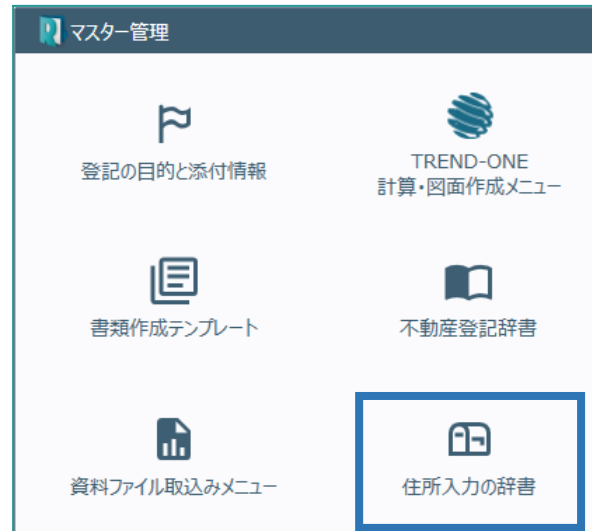 マスター管理
登記の目的と添付情報
TREND-ONE
計算・図面作成メニュー
書類作成テンプレート
不動産登記辞書
資料ファイル取込みメニュー
住所入力の辞書